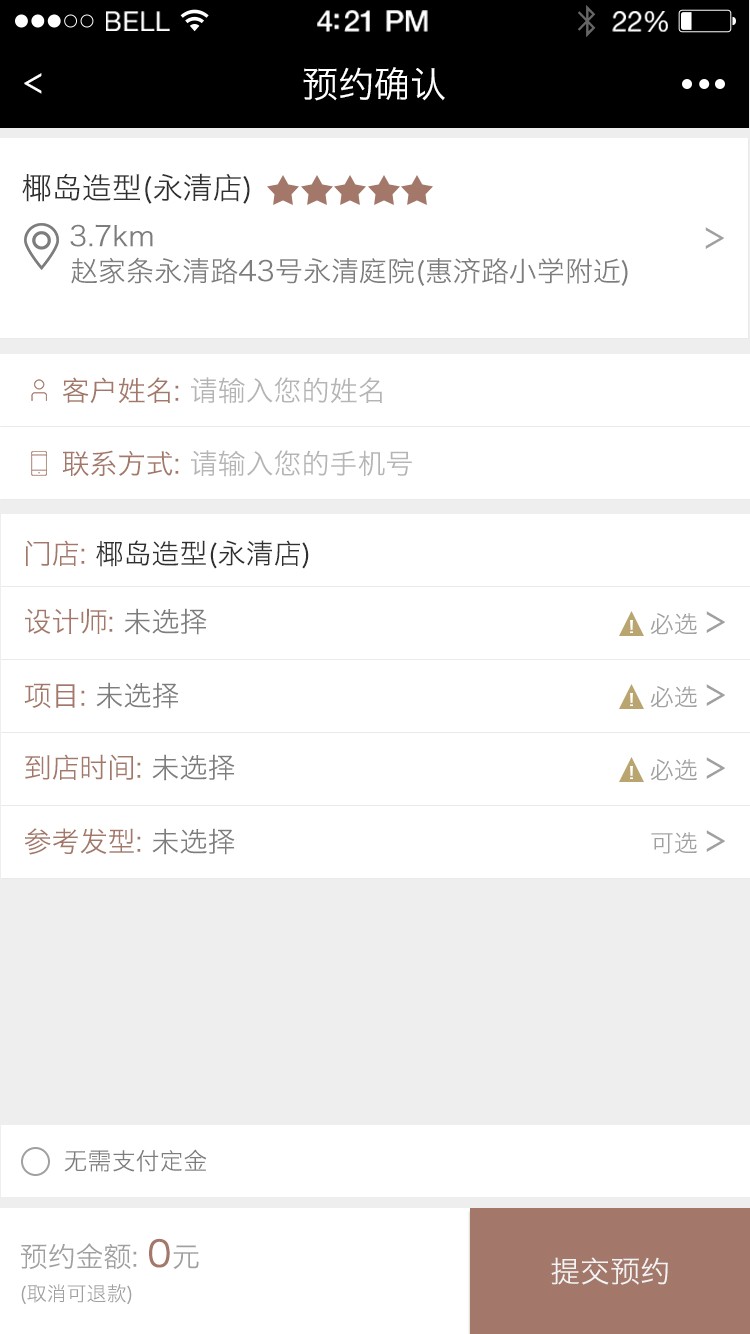 BELL 4:21 PM 22%
< 预约确认
椰岛造型(永清店)
3.7km
赵家条永清路43号永清庭院(惠济路小学附近)
客户姓名: 请输入您的姓名
联系方式: 请输入您的手机号
门店: 椰岛造型(永清店)
设计师: 未选择 必选
项目: 未选择 必选
到店时间: 未选择 必选
参考发型: 未选择 可选
无需支付定金
预约金额: 0元
(取消可退款)
提交预约